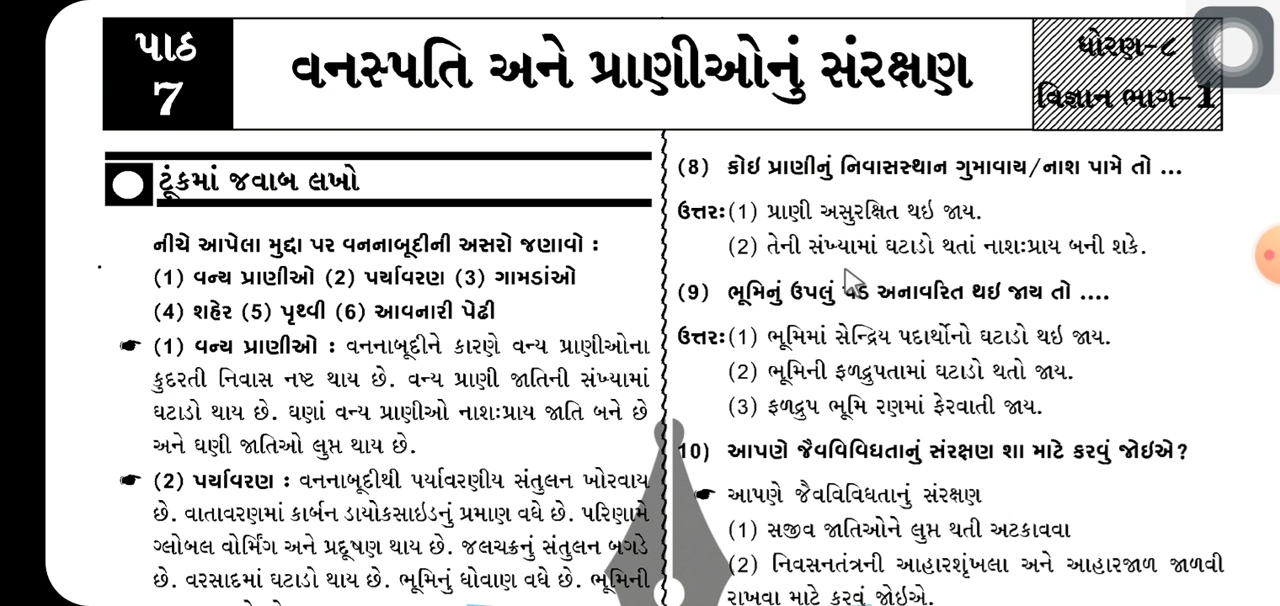 પાઠ
7
વનસ્પતિ અને પ્રાણીઓનું સંરક્ષણ
ધોરણ-૮
વિજ્ઞાન ભાગ-1
ટૂંકમાં જવાબ લખો
નીચે આપેલા મુદ્દા પર વનનાબૂદીની અસરો જણાવો :
(1) વન્ય પ્રાણીઓ (2) પર્યાવરણ (3) ગામડાંઓ
(4) શહેર (5) પૃથ્વી (6) આવનારી પેઢી
(1) વન્ય પ્રાણીઓ : વનનાબૂદીને કારણે વન્ય પ્રાણીઓના
કુદરતી નિવાસ નષ્ટ થાય છે. વન્ય પ્રાણી જાતિની સંખ્યામાં
ઘટાડો થાય છે. ઘણાં વન્ય પ્રાણીઓ નાશઃપ્રાય જાતિ બને છે
અને ઘણી જાતિઓ લુપ્ત થાય છે.
(2) પર્યાવરણ : વનનાબૂદીથી પર્યાવરણીય સંતુલન ખોરવાય
છે. વાતાવરણમાં કાર્બન ડાયોકસાઇડનું પ્રમાણ વધે છે. પરિણામે
ગ્લોબલ વોર્મિંગ અને પ્રદૂષણ થાય છે. જલચક્રનું સંતુલન બગડે
છે. વરસાદમાં ઘટાડો થાય છે. ભૂમિનું ધોવાણ વધે છે. ભૂમિની
(8) કોઇ પ્રાણીનું નિવાસસ્થાન ગુમાવાય/નાશ પામે તો ...
ઉત્તરઃ (1) પ્રાણી અસુરક્ષિત થઇ જાય.
(2) તેની સંખ્યામાં ઘટાડો થતાં નાશઃપ્રાય બની શકે.
(9) ભૂમિનું ઉપલું પડ અનાવરિત થઇ જાય તો ....
ઉત્તરઃ (1) ભૂમિમાં સેન્દ્રિય પદાર્થોનો ઘટાડો થઇ જાય.
(2) ભૂમિની ફળદ્રુપતામાં ઘટાડો થતો જાય.
(3) ફળદ્રુપ ભૂમિ રણમાં ફેરવાતી જાય.
10) આપણે જૈવવિવિધતાનું સંરક્ષણ શા માટે કરવું જોઇએ?
આપણે જૈવવિવિધતાનું સંરક્ષણ
(1) સજીવ જાતિઓને લુપ્ત થતી અટકાવવા
(2) નિવસનતંત્રની આહારશૃંખલા અને આહારજાળ જાળવી
રાખવા માટે કરવું જોઇએ.